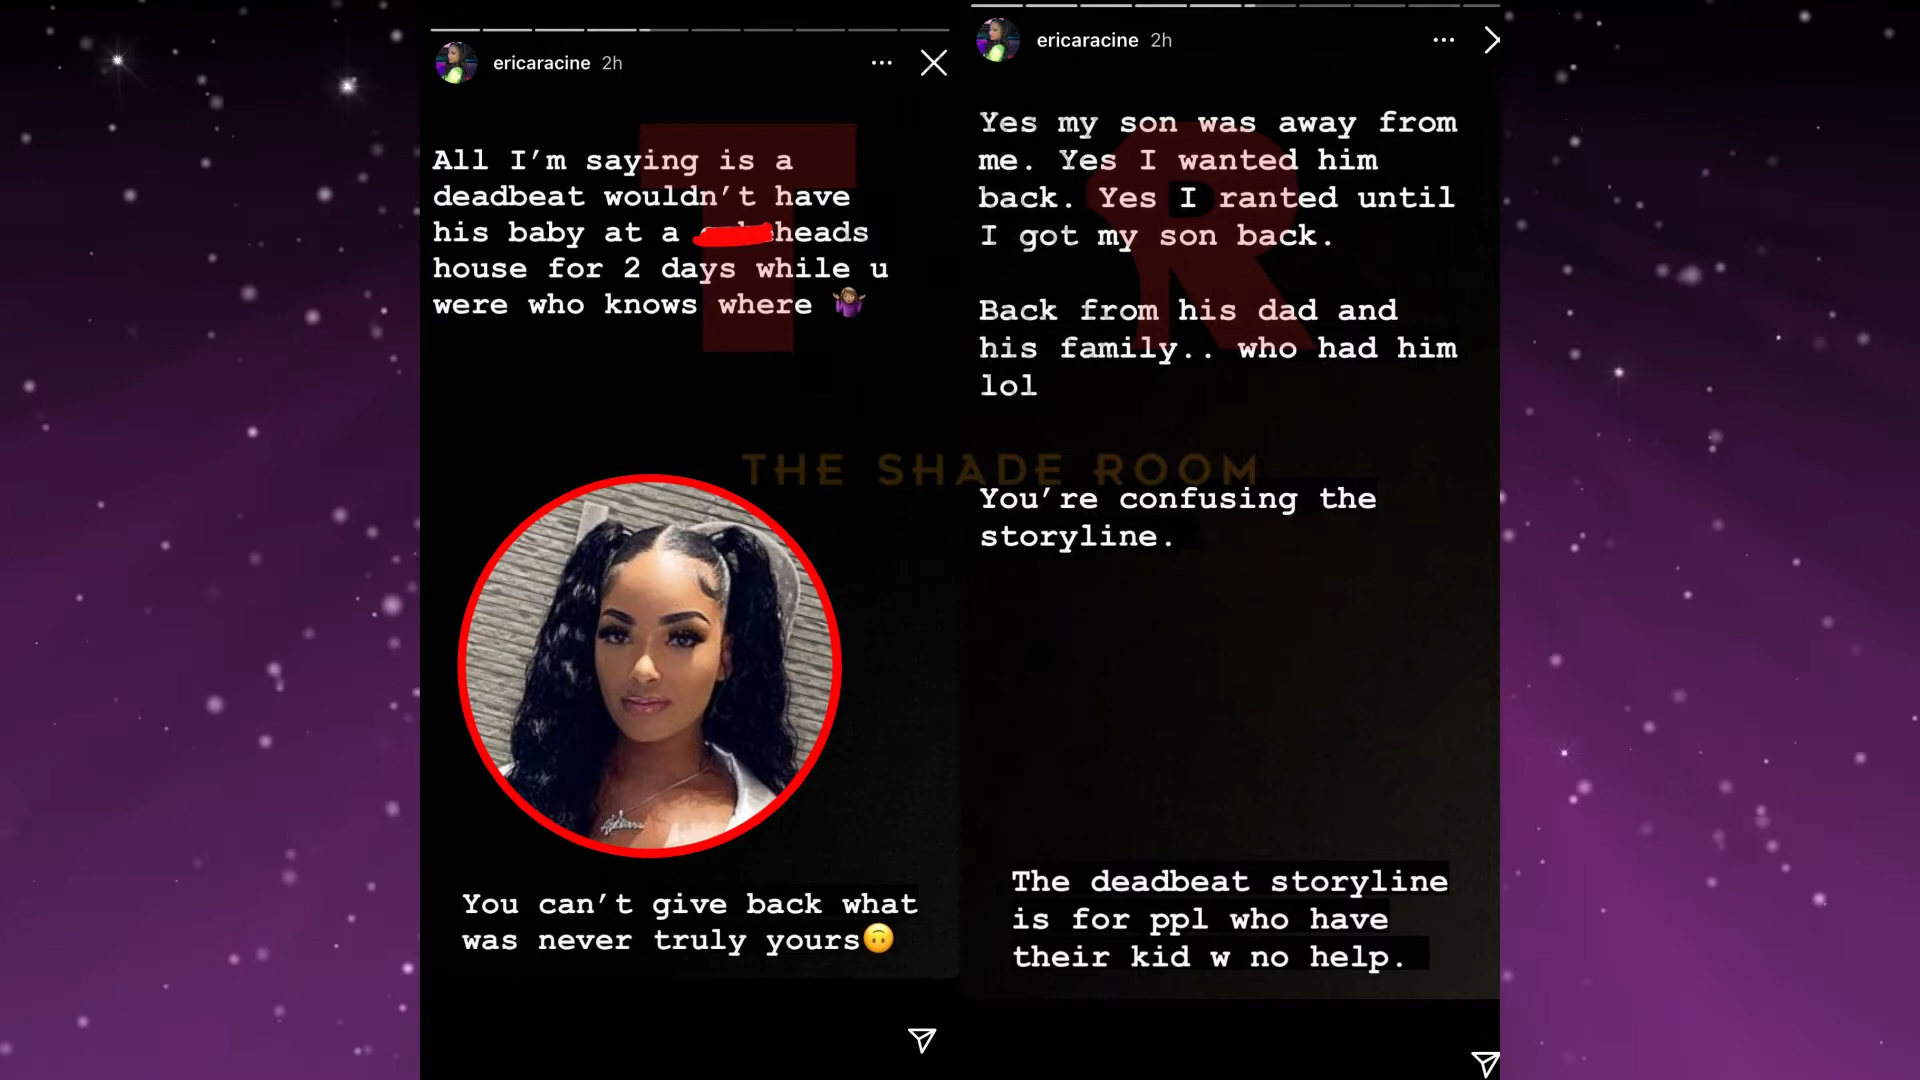 ericaracine 2h
All I’m saying is a
deadbeat wouldn’t have
his baby at a heads
house for 2 days while u
were who knows where 🤷🏽‍♀️
You can’t give back what
was never truly yours🙃
ericaracine 2h
Yes my son was away from
me. Yes I wanted him
back. Yes I ranted until
I got my son back.
Back from his dad and
his family.. who had him
lol
You’re confusing the
storyline.
The deadbeat storyline
is for ppl who have
their kid w no help.
T R
THE SHADE ROOM